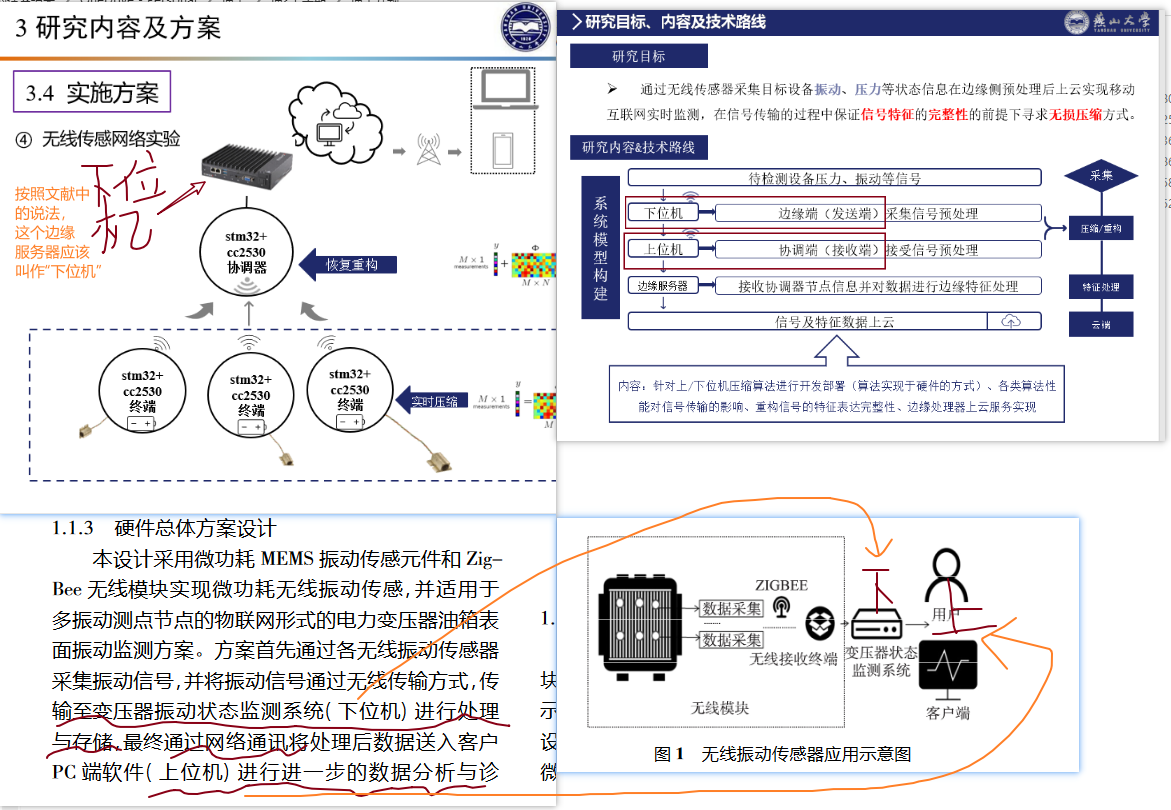 3 研究内容及方案
3.4 实施方案
④ 无线传感网络实验
按照文献中
的说法，
这个边缘
服务器应该
叫作"下位机"
下位
机
stm32+
cc2530
协调器
恢复重构
M × 1
measurements
y
+
Φ
M × N
stm32+
cc2530
终端
− +
stm32+
cc2530
终端
− +
stm32+
cc2530
终端
− +
实时压缩
M × 1
measurements
y
=
M
研究目标、内容及技术路线
燕山大学
YANSHAN UNIVERSITY
研究目标
➢ 通过无线传感器采集目标设备振动、压力等状态信息在边缘侧预处理后上云实现移动
互联网实时监测，在信号传输的过程中保证信号特征的完整性的前提下寻求无损压缩方式。
研究内容&技术路线
系统模型构建
待检测设备压力、振动等信号
下位机
边缘端（发送端）采集信号预处理
上位机
协调端（接收端）接受信号预处理
边缘服务器
接收协调器节点信息并对数据进行边缘特征处理
信号及特征数据上云
采集
压缩/重构
特征处理
云端
内容：针对上/下位机压缩算法进行开发部署（算法实现于硬件的方式）、各类算法性
能对信号传输的影响、重构信号的特征表达完整性、边缘处理器上云服务实现
1.1.3 硬件总体方案设计
本设计采用微功耗 MEMS 振动传感元件和 Zig-
Bee 无线模块实现微功耗无线振动传感，并适用于
多振动测点节点的物联网形式的电力变压器油箱表
面振动监测方案。方案首先通过各无线振动传感器
采集振动信号，并将振动信号通过无线传输方式，传
输至变压器振动状态监测系统(下位机)进行处理
与存储，最终通过网络通讯将处理后数据送入客户
PC 端软件(上位机)进行进一步的数据分析与诊
1.
块
示
设
微
ZIGBEE
数据采集
数据采集
无线接收终端
无线模块
下
变压器状态
监测系统
用户
上
客户端
图 1 无线振动传感器应用示意图